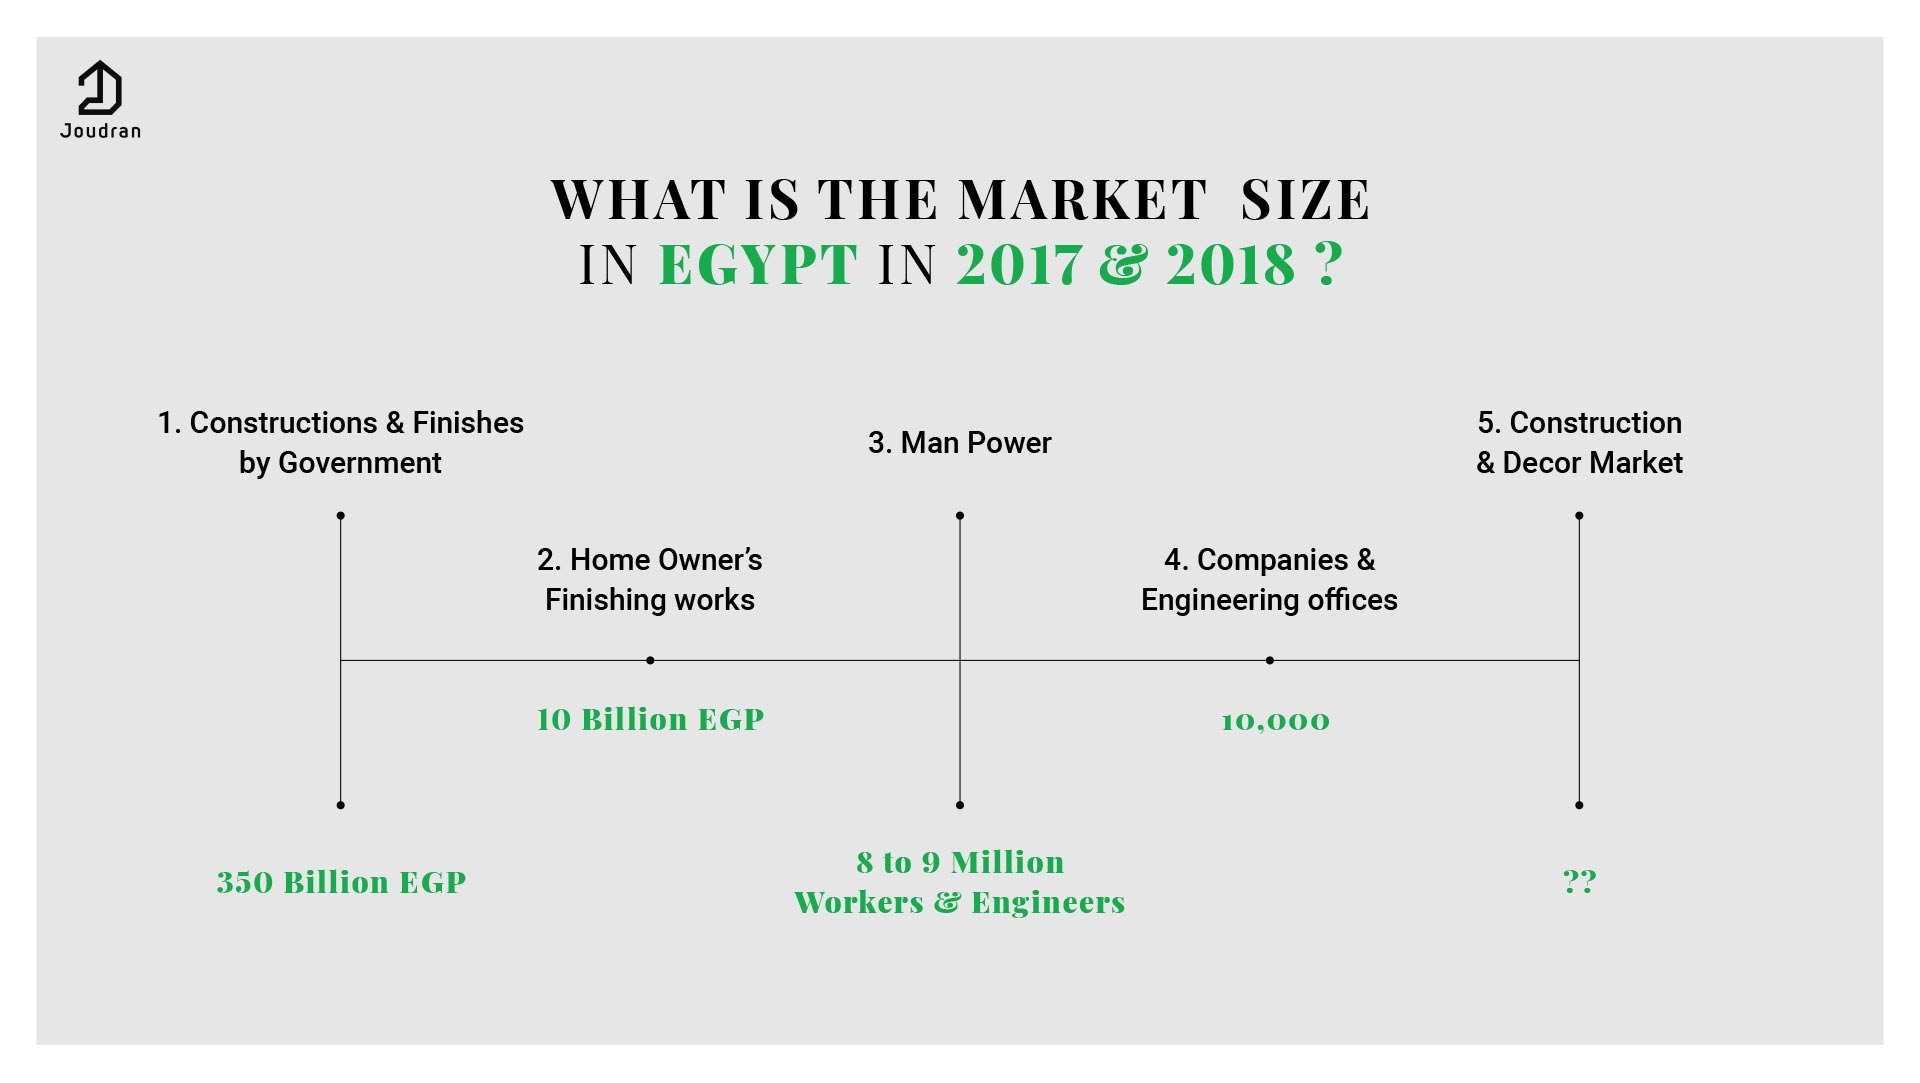 Joudran
WHAT IS THE MARKET SIZE
IN EGYPT IN 2017 & 2018 ?
1. Constructions & Finishes
by Government
350 Billion EGP
2. Home Owner’s
Finishing works
10 Billion EGP
3. Man Power
8 to 9 Million
Workers & Engineers
4. Companies &
Engineering offices
10,000
5. Construction
& Decor Market
??